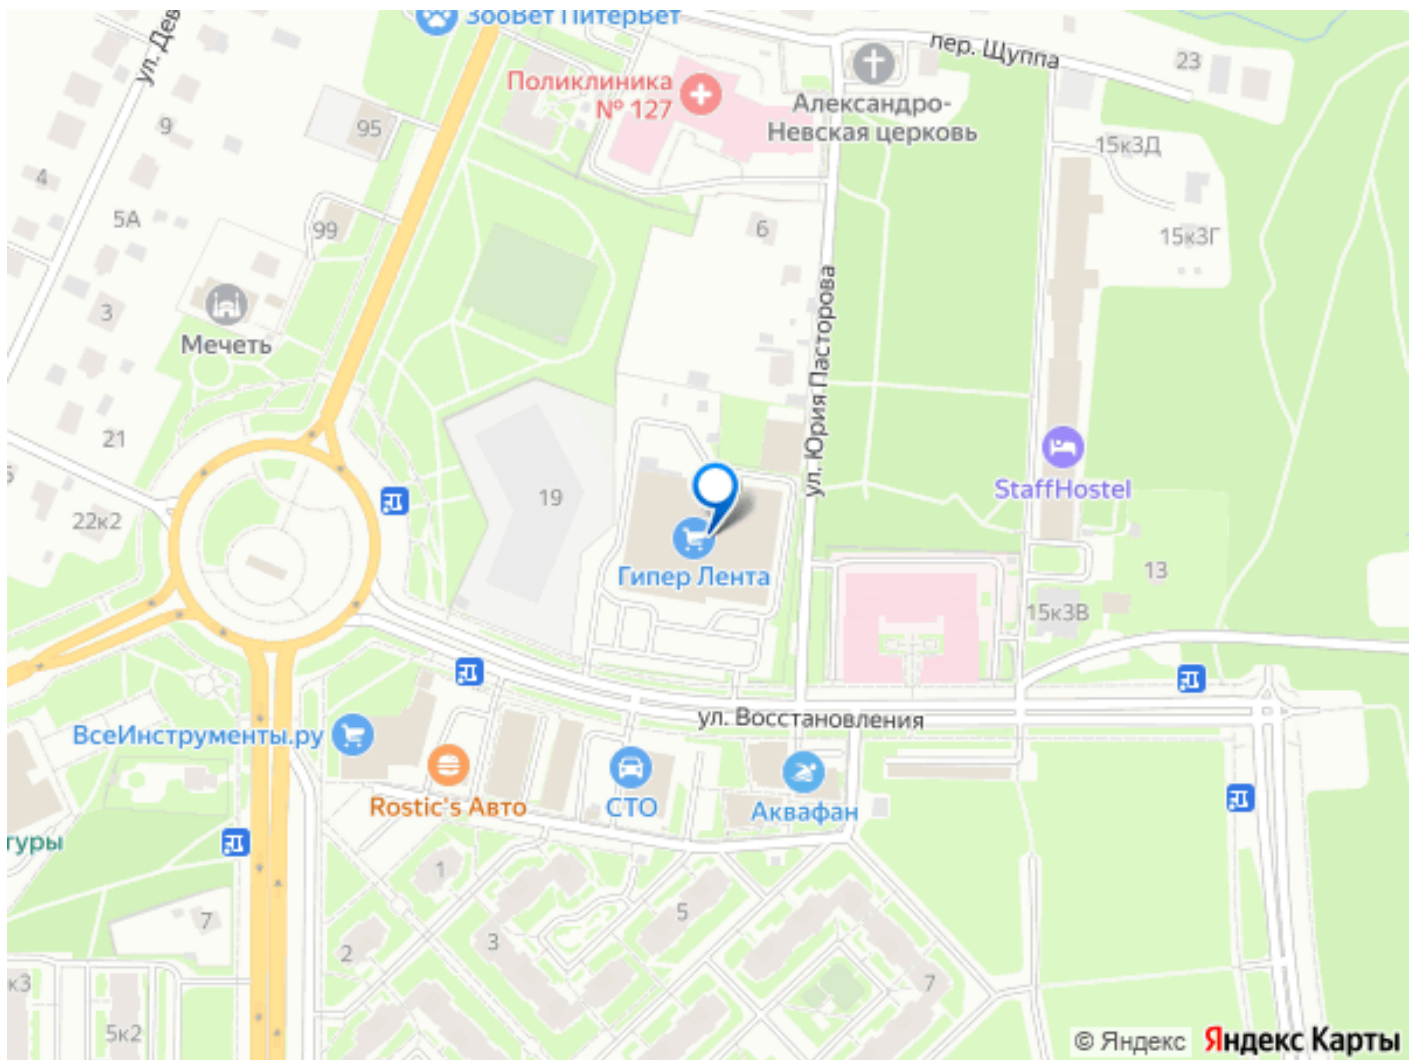 ЗооВет ПитерВет
ул. Дев
пер. Щуппа
23
Поликлиника
№ 127
Александро-
Невская церковь
95
9
15к3Д
4
5А
99
6
15к3Г
3
Мечеть
ул. Юрия Пасторова
21
StaffHostel
19
22к2
Гипер Лента
13
15к3В
ул. Восстановления
ВсеИнструменты.ру
Rostic's Авто
СТО
Аквафан
гуры
1
7
5
2
3
7
к3
5к2
© Яндекс Яндекс Карты